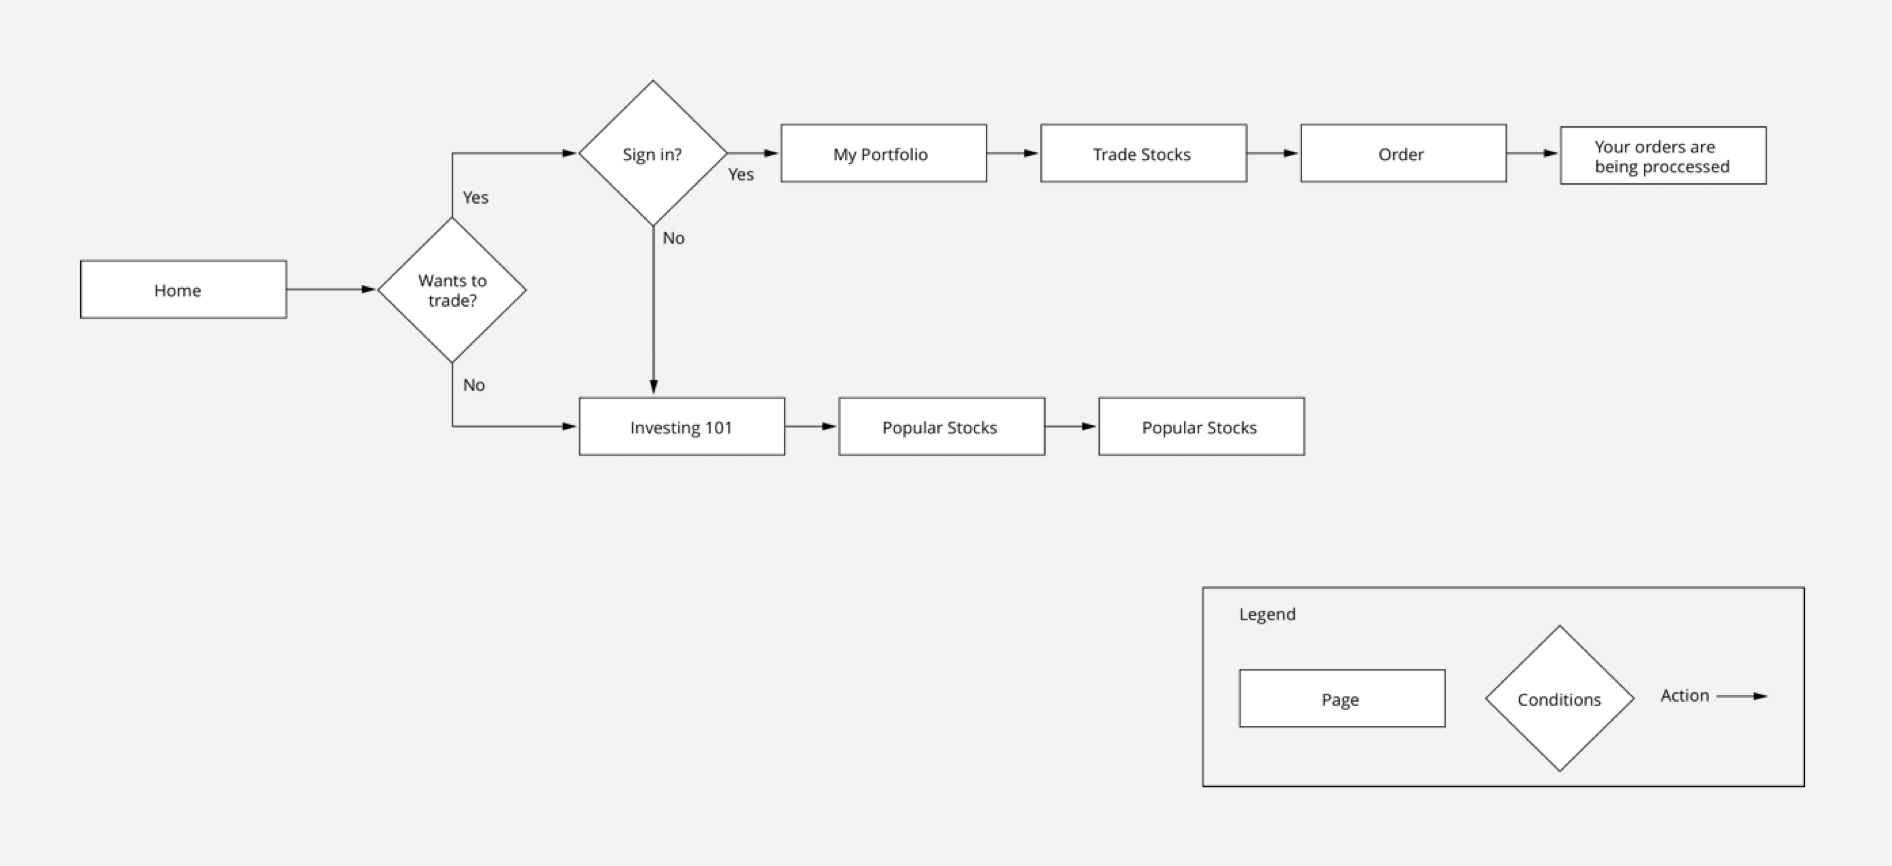 Sign in?
Yes
My Portfolio
Trade Stocks
Order
Your orders are
being proccessed
Yes
No
Home
Wants to
trade?
No
Investing 101
Popular Stocks
Popular Stocks
Legend
Page
Conditions
Action